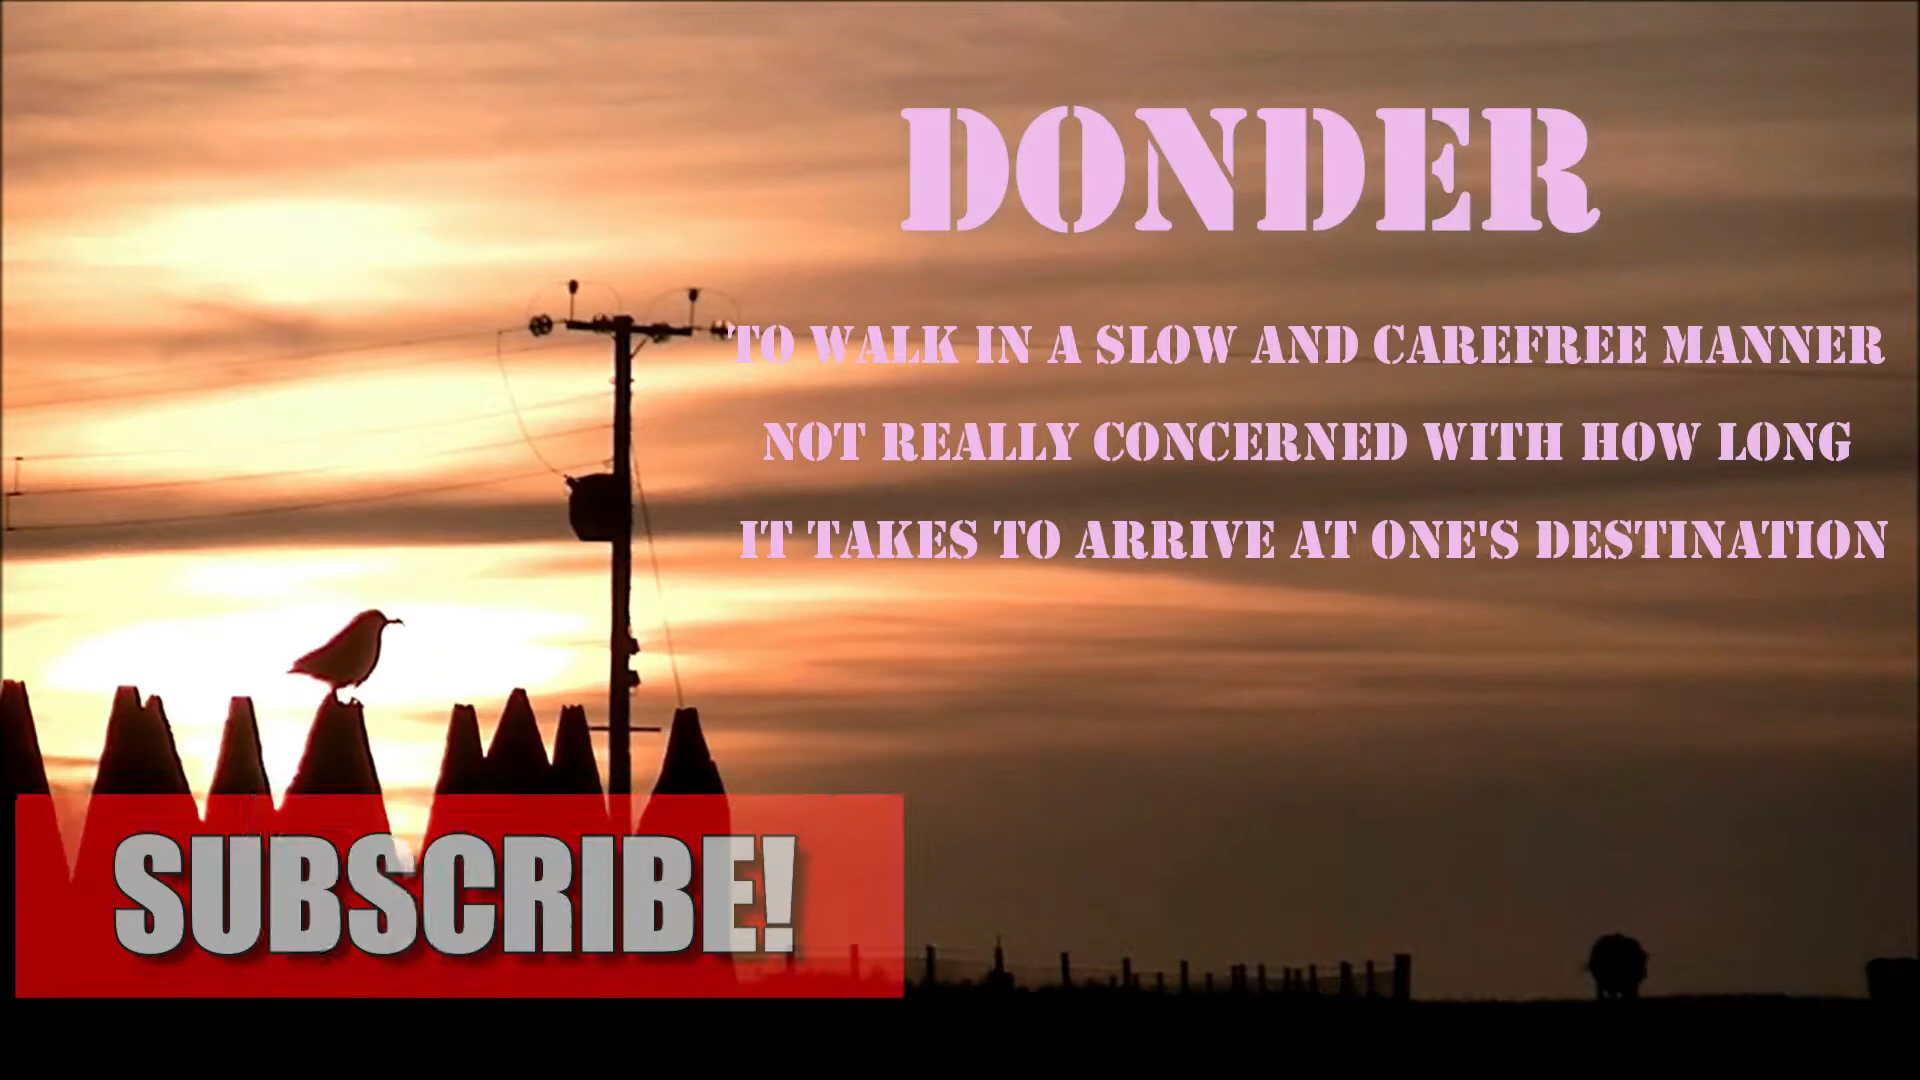 DONDER
TO WALK IN A SLOW AND CAREFREE MANNER
NOT REALLY CONCERNED WITH HOW LONG
IT TAKES TO ARRIVE AT ONE'S DESTINATION
SUBSCRIBE!